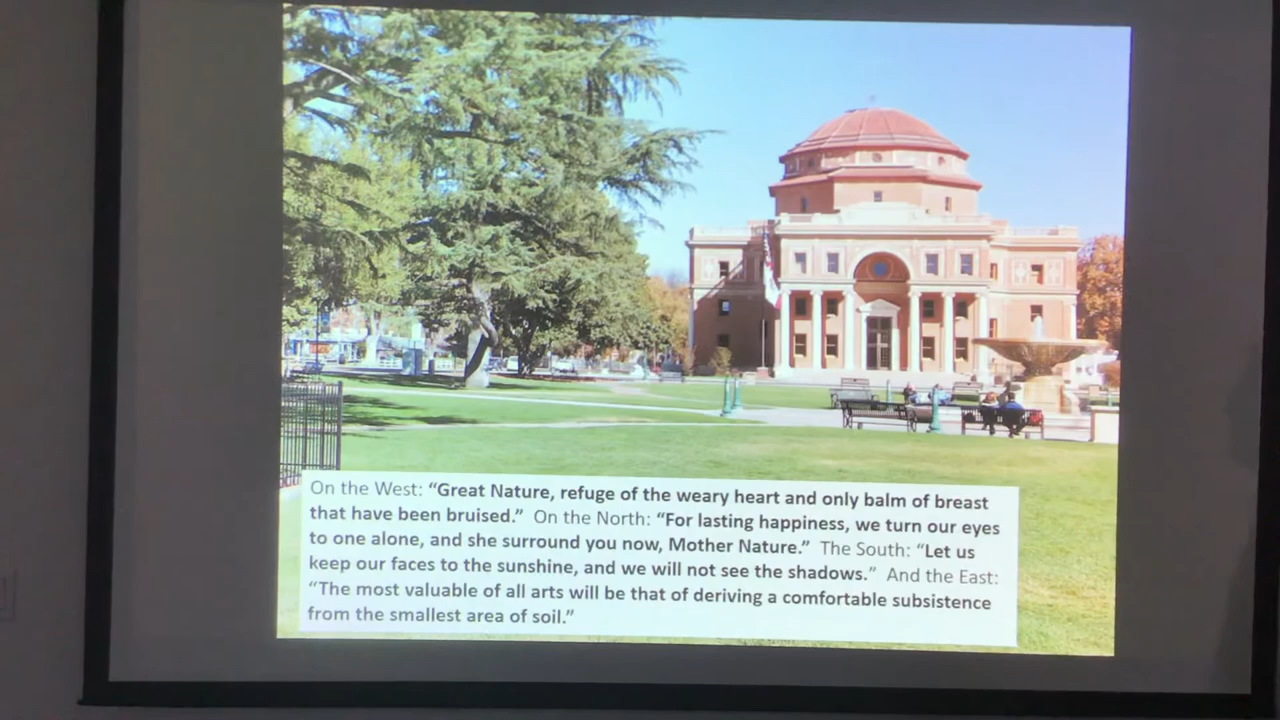 On the West: “Great Nature, refuge of the weary heart and only balm of breast
that have been bruised.” On the North: “For lasting happiness, we turn our eyes
to one alone, and she surround you now, Mother Nature.” The South: “Let us
keep our faces to the sunshine, and we will not see the shadows.” And the East:
“The most valuable of all arts will be that of deriving a comfortable subsistence
from the smallest area of soil.”